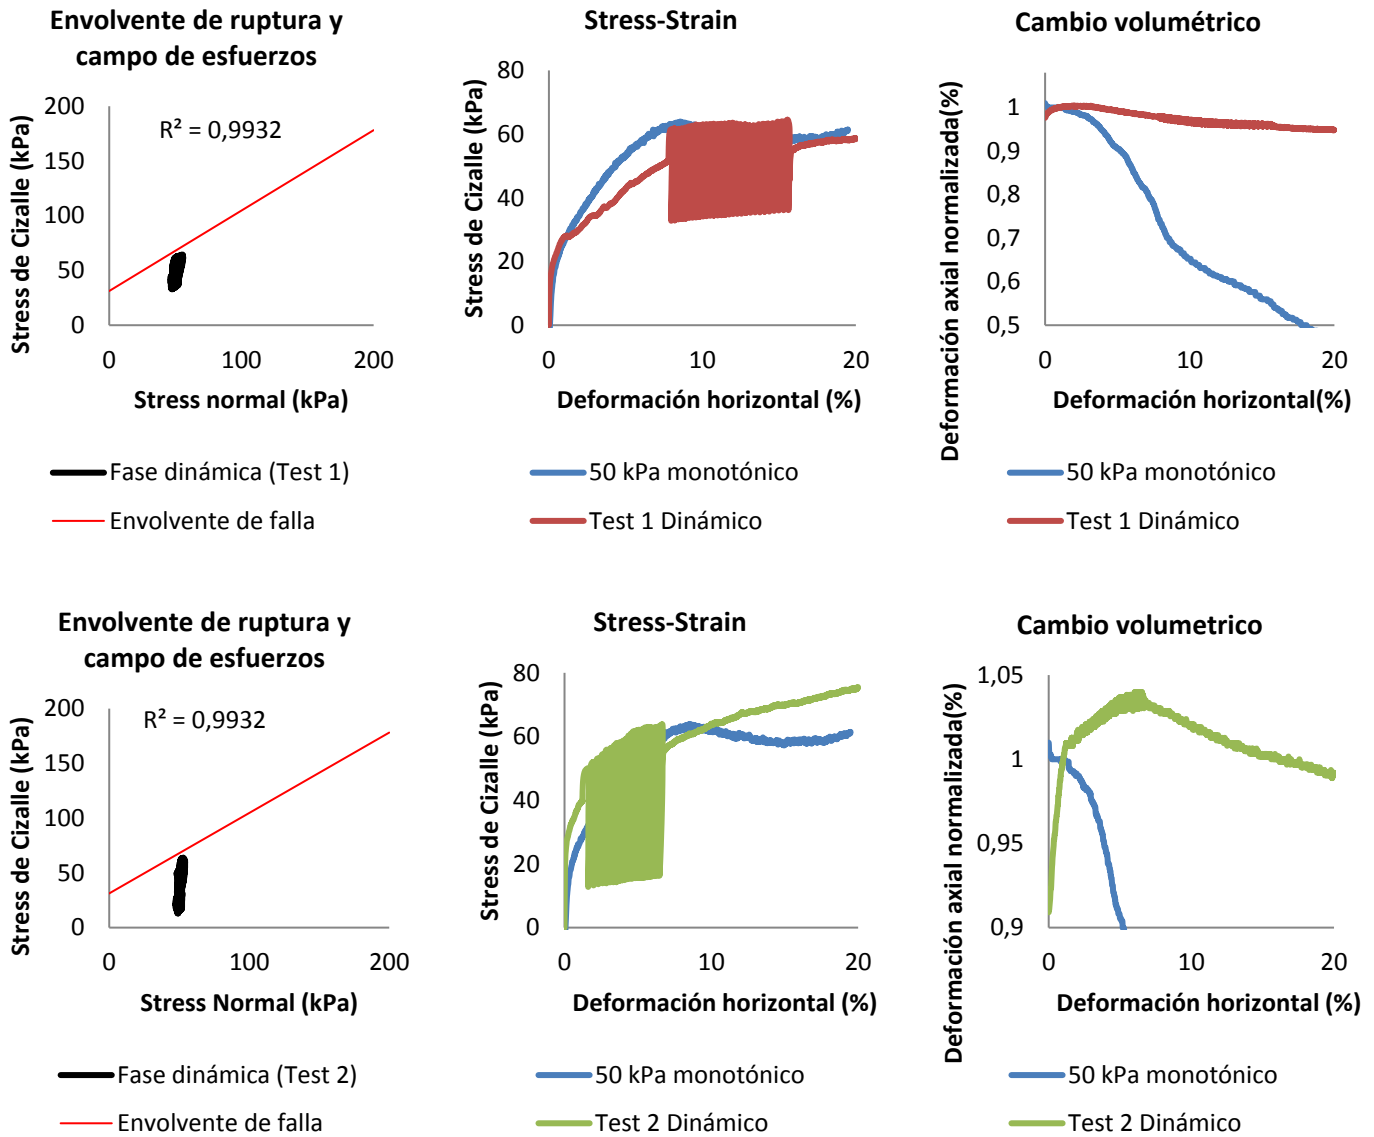 Envolvente de ruptura y
campo de esfuerzos
Stress de Cizalle (kPa)
200
150
100
50
0
R² = 0,9932
0
100
200
Stress normal (kPa)
Fase dinámica (Test 1)
Envolvente de falla
Stress-Strain
Stress de Cizalle (kPa)
80
60
40
20
0
0
10
20
Deformación horizontal (%)
50 kPa monotónico
Test 1 Dinámico
Cambio volumétrico
Deformación axial normalizada(%)
1
0,9
0,8
0,7
0,6
0,5
0
10
20
Deformación horizontal(%)
50 kPa monotónico
Test 1 Dinámico
Envolvente de ruptura y
campo de esfuerzos
Stress de Cizalle (kPa)
200
150
100
50
0
R² = 0,9932
0
100
200
Stress Normal (kPa)
Fase dinámica (Test 2)
Envolvente de falla
Stress-Strain
Stress de Cizalle (kPa)
80
60
40
20
0
0
10
20
Deformación horizontal (%)
50 kPa monotónico
Test 2 Dinámico
Cambio volumetrico
Deformación axial normalizada(%)
1,05
1
0,95
0,9
0
10
20
Deformación horizontal (%)
50 kPa monotónico
Test 2 Dinámico